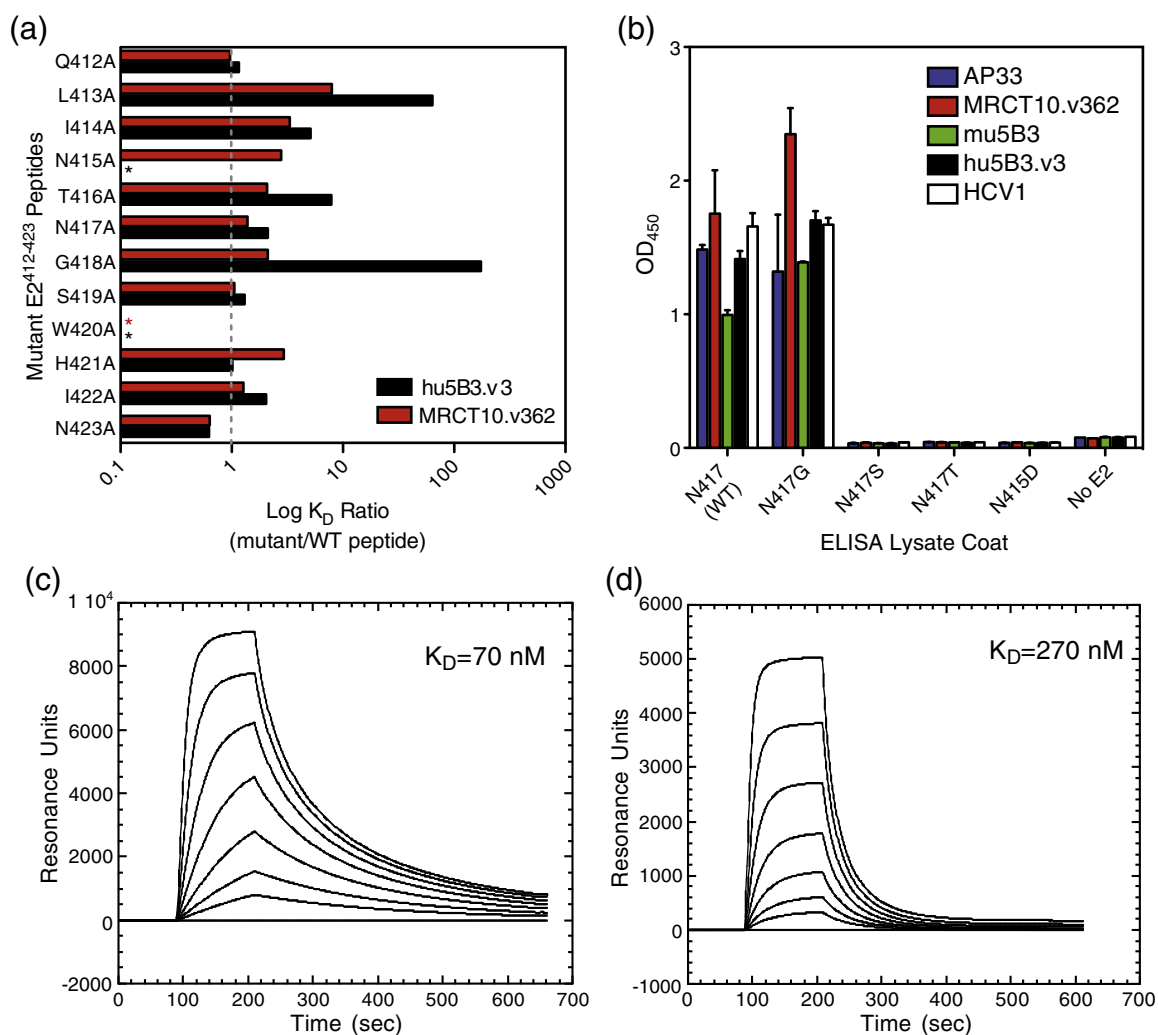 (a)
Mutant E2412-423 Peptides
Q412A
L413A
I414A
N415A
*
T416A
N417A
G418A
S419A
W420A
*
*
H421A
I422A
N423A
hu5B3.v3
MRCT10.v362
0.1
1
10
100
1000
Log KD Ratio
(mutant/WT peptide)
(b)
OD450
3
2
1
0
AP33
MRCT10.v362
mu5B3
hu5B3.v3
HCV1
N417
(WT)
N417G
N417S
N417T
N415D
No E2
ELISA Lysate Coat
(c)
Resonance Units
1 104
8000
6000
4000
2000
0
-2000
KD=70 nM
0
100
200
300
400
500
600
700
Time (sec)
(d)
Resonance Units
6000
5000
4000
3000
2000
1000
0
-1000
KD=270 nM
0
100
200
300
400
500
600
700
Time (sec)